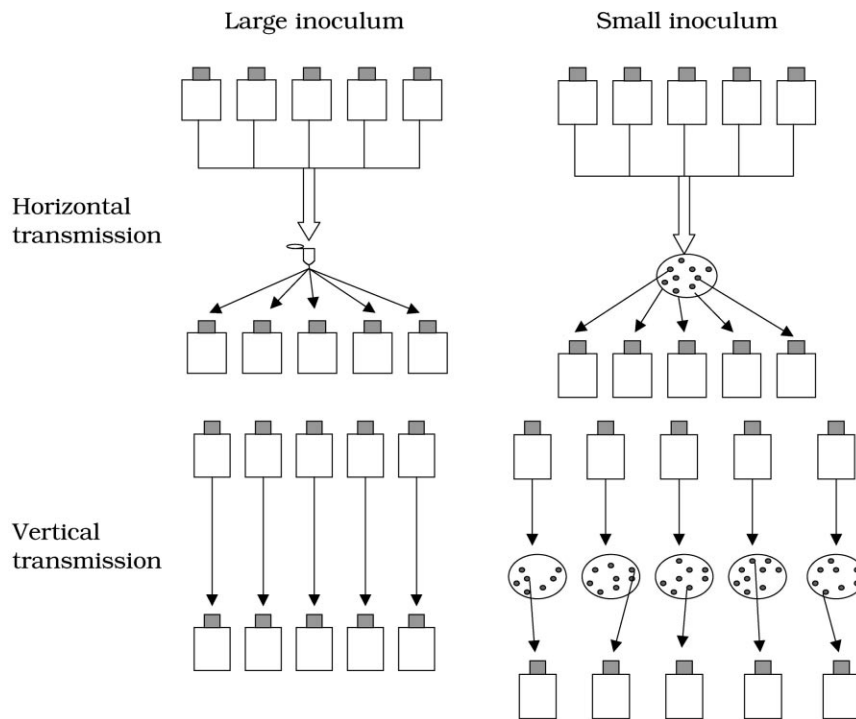 Large inoculum
Small inoculum
Horizontal
transmission
Vertical
transmission